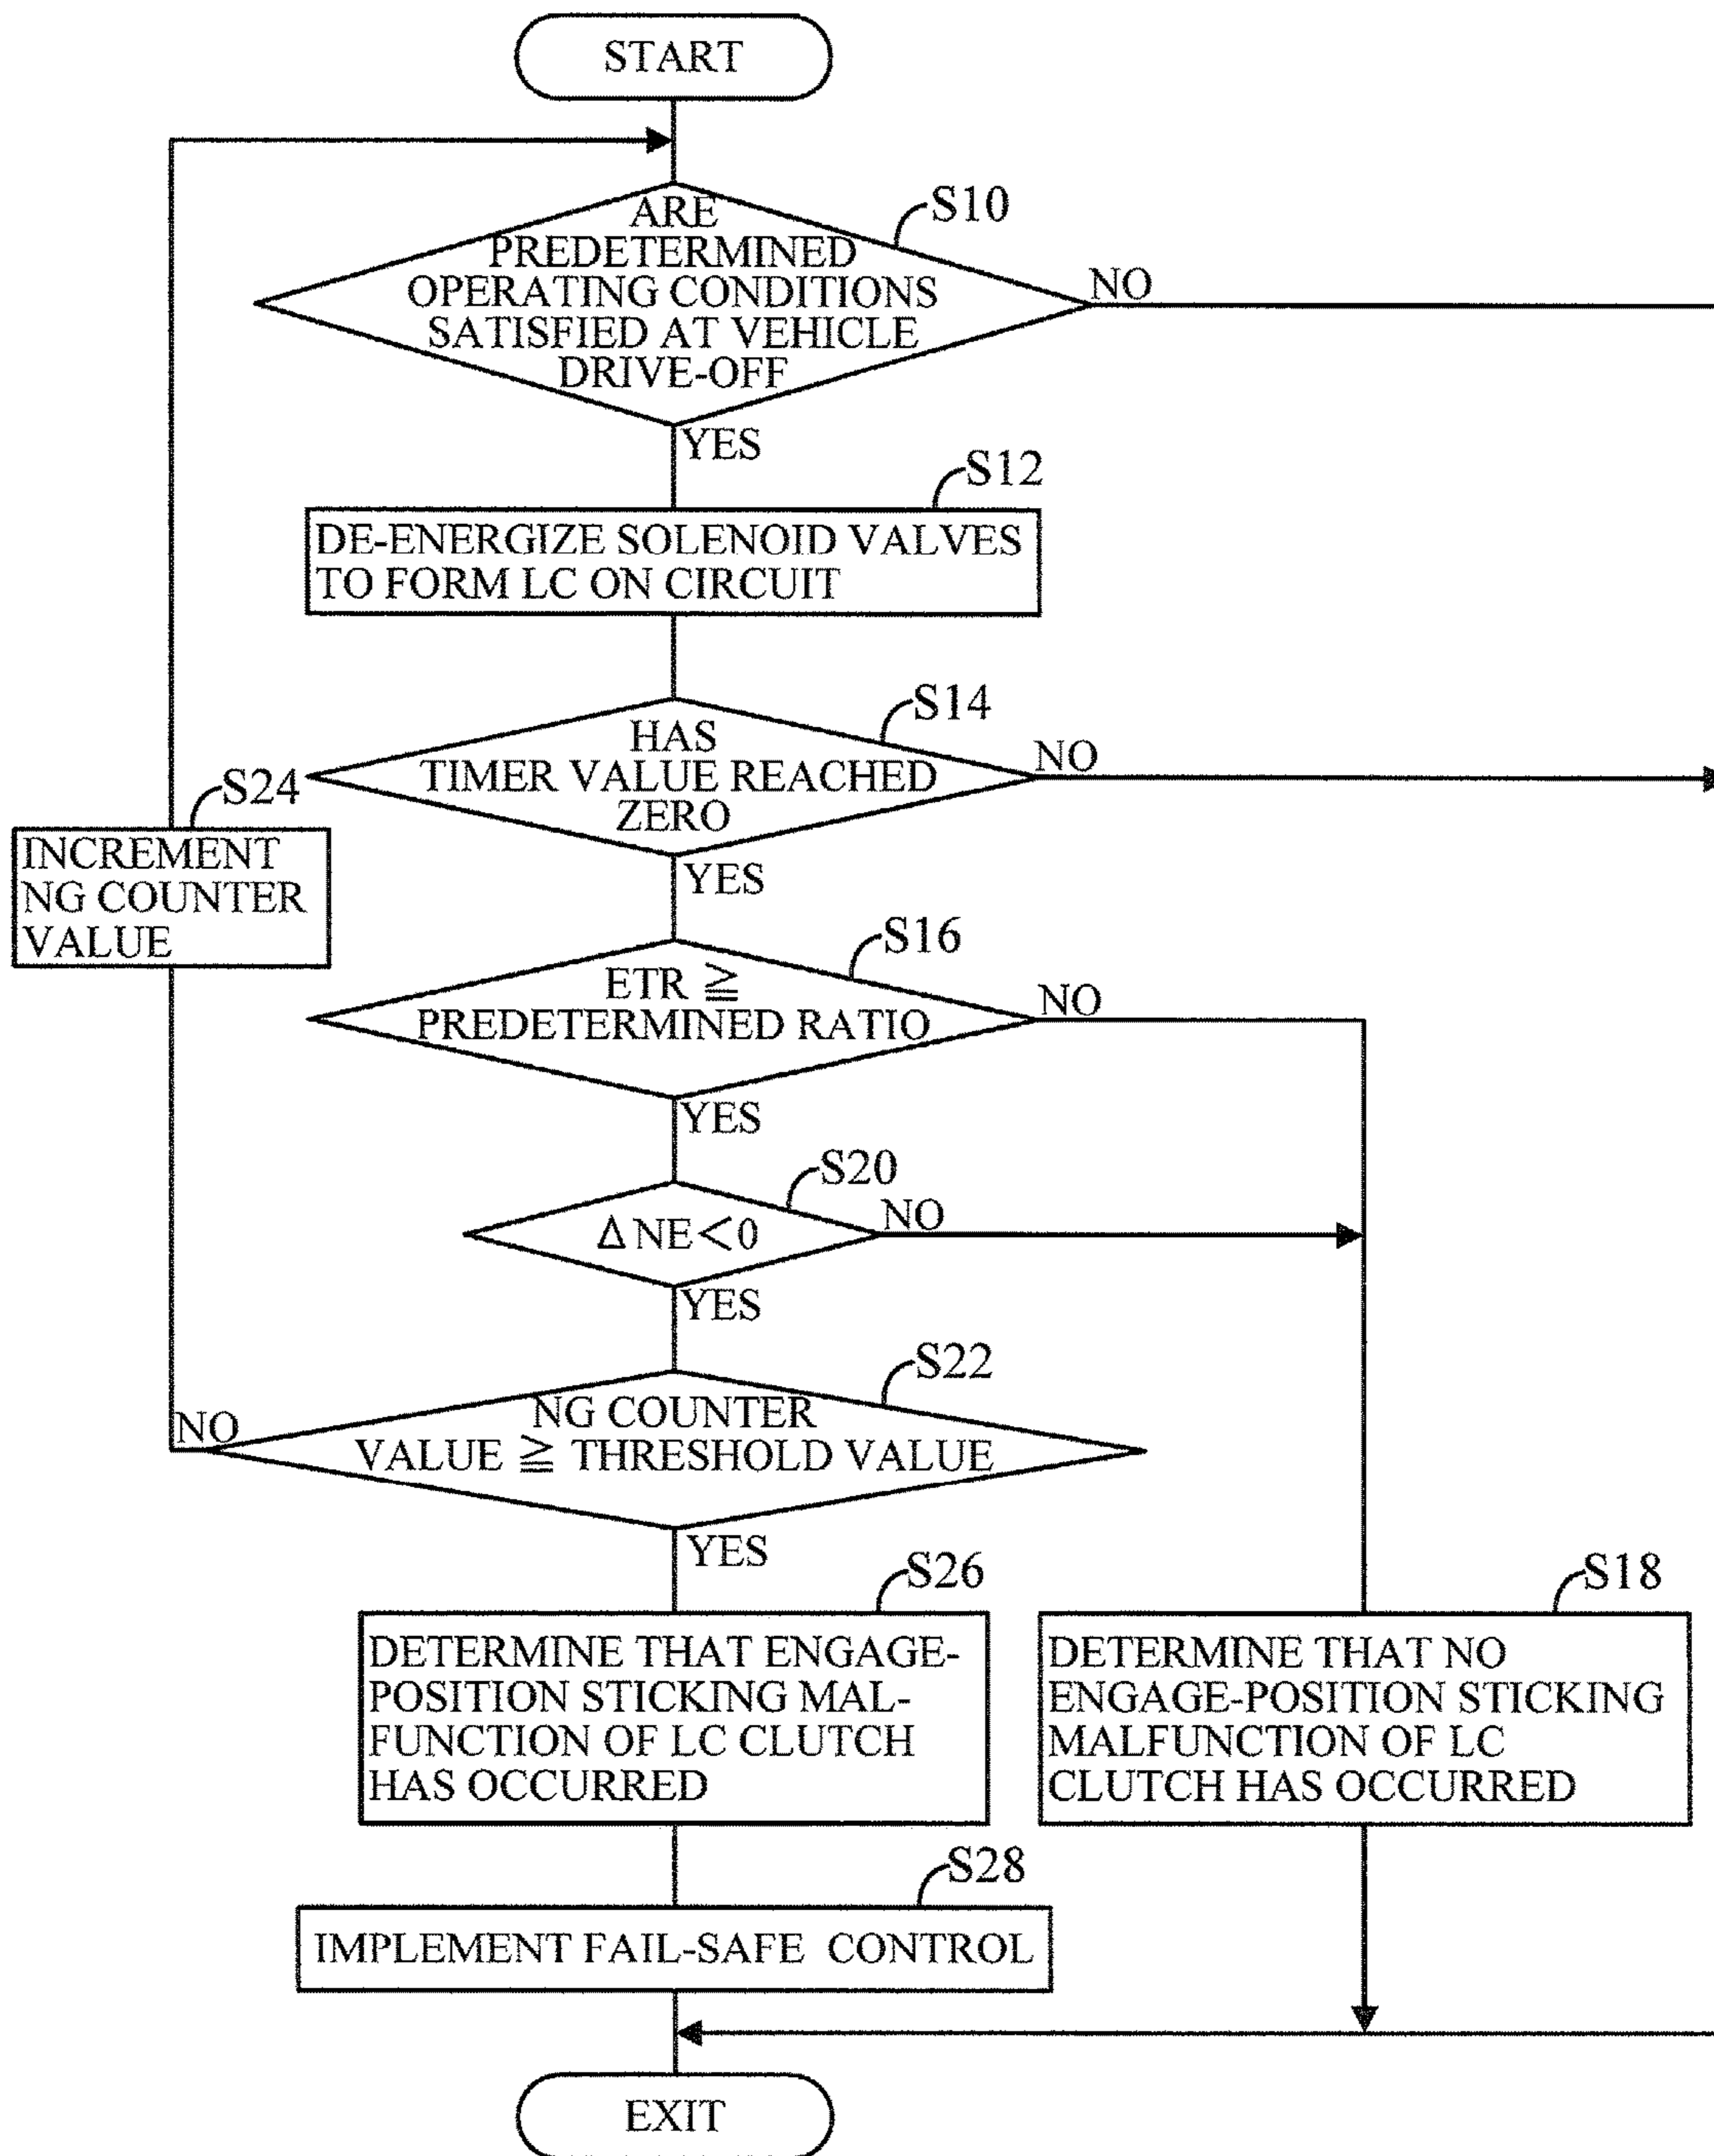 START
S10
ARE
PREDETERMINED
OPERATING CONDITIONS
SATISFIED AT VEHICLE
DRIVE-OFF
NO
YES
S12
DE-ENERGIZE SOLENOID VALVES
TO FORM LC ON CIRCUIT
S14
HAS
TIMER VALUE REACHED
ZERO
NO
YES
S24
INCREMENT
NG COUNTER
VALUE
S16
ETR ≧
PREDETERMINED RATIO
NO
YES
S20
Δ NE<0
NO
YES
S22
NG COUNTER
VALUE ≧ THRESHOLD VALUE
NO
YES
S26
DETERMINE THAT ENGAGE-
POSITION STICKING MAL-
FUNCTION OF LC CLUTCH
HAS OCCURRED
S18
DETERMINE THAT NO
ENGAGE-POSITION STICKING
MALFUNCTION OF LC
CLUTCH HAS OCCURRED
S28
IMPLEMENT FAIL-SAFE CONTROL
EXIT